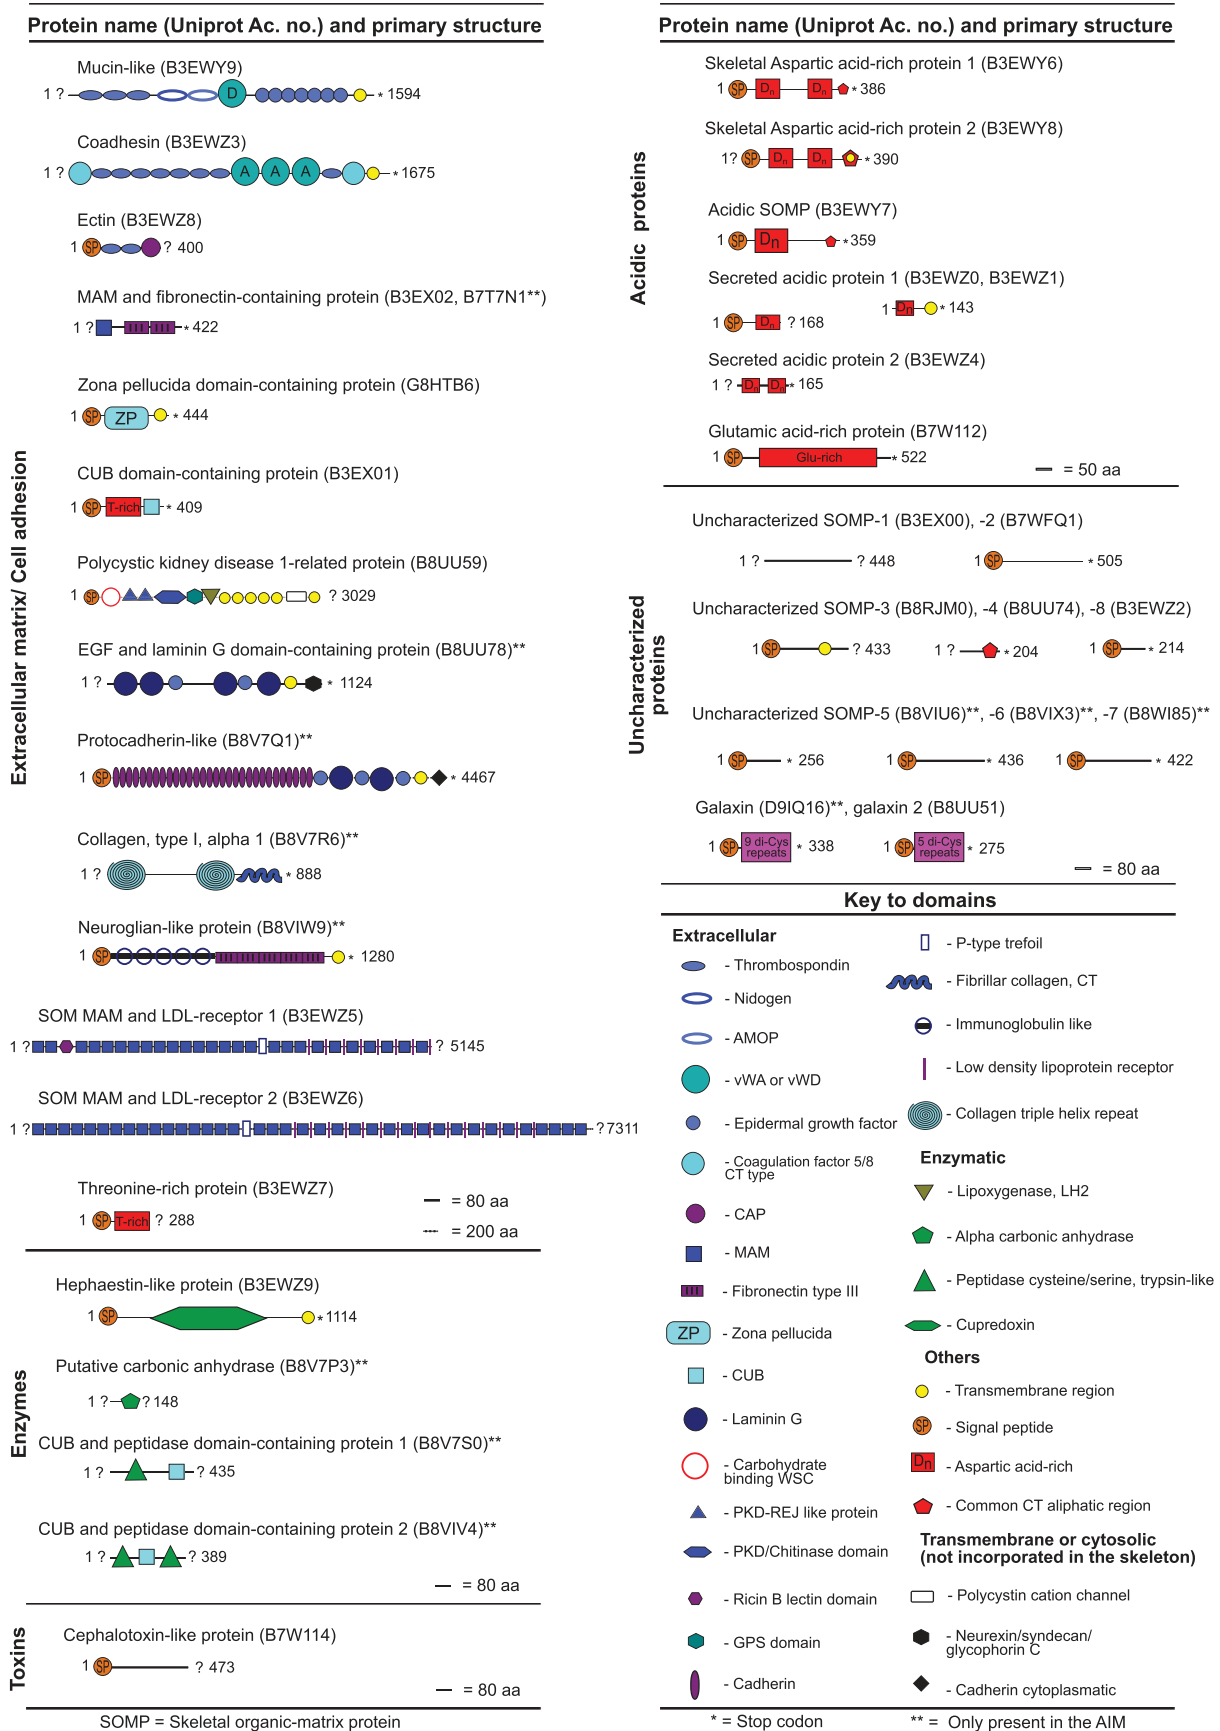 Protein name (Uniprot Ac. no.) and primary structure
Extracellular matrix/ Cell adhesion
Mucin-like (B3EWY9)
1 ? D * 1594
Coadhesin (B3EWZ3)
1 ? A A A * 1675
Ectin (B3EWZ8)
1 SP ? 400
MAM and fibronectin-containing protein (B3EX02, B7T7N1**)
1 ? III III * 422
Zona pellucida domain-containing protein (G8HTB6)
1 SP ZP * 444
CUB domain-containing protein (B3EX01)
1 SP T-rich * 409
Polycystic kidney disease 1-related protein (B8UU59)
1 SP ? 3029
EGF and laminin G domain-containing protein (B8UU78)**
1 ? * 1124
Protocadherin-like (B8V7Q1)**
1 SP * 4467
Collagen, type I, alpha 1 (B8V7R6)**
1 ? * 888
Neuroglian-like protein (B8VIW9)**
1 SP * 1280
SOM MAM and LDL-receptor 1 (B3EWZ5)
1 ? ? 5145
SOM MAM and LDL-receptor 2 (B3EWZ6)
1 ? ? 7311
Threonine-rich protein (B3EWZ7)
1 SP T-rich ? 288
= 80 aa
= 200 aa
Enzymes
Hephaestin-like protein (B3EWZ9)
1 SP * 1114
Putative carbonic anhydrase (B8V7P3)**
1 ? ? 148
CUB and peptidase domain-containing protein 1 (B8V7S0)**
1 ? ? 435
CUB and peptidase domain-containing protein 2 (B8VIV4)**
1 ? ? 389
= 80 aa
Toxins
Cephalotoxin-like protein (B7W114)
1 SP ? 473
= 80 aa
SOMP = Skeletal organic-matrix protein
Protein name (Uniprot Ac. no.) and primary structure
Acidic proteins
Skeletal Aspartic acid-rich protein 1 (B3EWY6)
1 SP Dn Dn * 386
Skeletal Aspartic acid-rich protein 2 (B3EWY8)
1? SP Dn Dn * 390
Acidic SOMP (B3EWY7)
1 SP Dn * 359
Secreted acidic protein 1 (B3EWZ0, B3EWZ1)
1 SP Dn ? 168
1 Dn * 143
Secreted acidic protein 2 (B3EWZ4)
1 ? Dn Dn * 165
Glutamic acid-rich protein (B7W112)
1 SP Glu-rich * 522
= 50 aa
Uncharacterized proteins
Uncharacterized SOMP-1 (B3EX00), -2 (B7WFQ1)
1 ? ? 448
1 SP * 505
Uncharacterized SOMP-3 (B8RJM0), -4 (B8UU74), -8 (B3EWZ2)
1 SP ? 433
1 ? * 204
1 SP * 214
Uncharacterized SOMP-5 (B8VIU6)**, -6 (B8VIX3)**, -7 (B8WI85)**
1 SP * 256
1 SP * 436
1 SP * 422
Galaxin (D9IQ16)**, galaxin 2 (B8UU51)
1 SP 9 di-Cys repeats * 338
1 SP 5 di-Cys repeats * 275
= 80 aa
Key to domains
Extracellular
- Thrombospondin
- Nidogen
- AMOP
- vWA or vWD
- Epidermal growth factor
- Coagulation factor 5/8
CT type
- CAP
- MAM
- Fibronectin type III
ZP - Zona pellucida
- CUB
- Laminin G
- Carbohydrate
binding WSC
- PKD-REJ like protein
- PKD/Chitinase domain
- Ricin B lectin domain
- GPS domain
- Cadherin
- P-type trefoil
- Fibrillar collagen, CT
- Immunoglobulin like
- Low density lipoprotein receptor
- Collagen triple helix repeat
Enzymatic
- Lipoxygenase, LH2
- Alpha carbonic anhydrase
- Peptidase cysteine/serine, trypsin-like
- Cupredoxin
Others
- Transmembrane region
SP - Signal peptide
Dn - Aspartic acid-rich
- Common CT aliphatic region
Transmembrane or cytosolic
(not incorporated in the skeleton)
- Polycystin cation channel
- Neurexin/syndecan/
glycophorin C
- Cadherin cytoplasmatic
* = Stop codon
** = Only present in the AIM